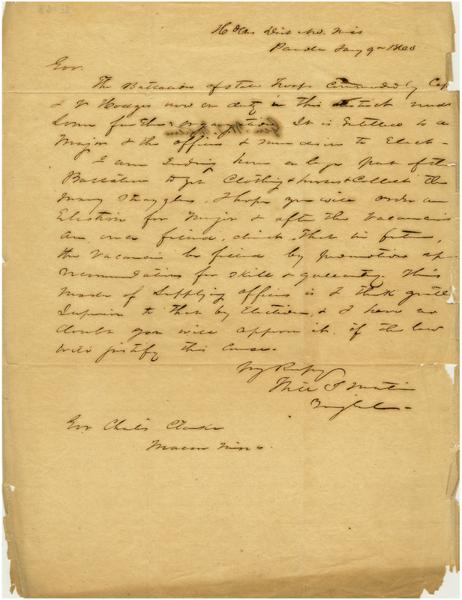 Hd Qrs Dist N. Miss
Panola Jany 9th 1865
Gov.
The Battalion of State Troops Commanded by Capt
Hodges now on duty in this district needs
Some further organization. It is Entitled to a
Major & the officers & men desire to Elect.
I am Sending home a large part of the
Battalion to get Clothing & horses & Collect the
many Stragglers. I hope you will order an
Election for Major & after the Vacancies
are once filled, direct that in future,
the Vacancies be filled by promotion upon
recommendations for skill & gallantry. This
mode of Supplying officers is I think greatly
Superior to that by Election, & I have no
doubt you will approve it if the law
will justify this Course.
Very Respy
Will T Martin
Maj Genl
Gov Chas Clark
Macon Miss